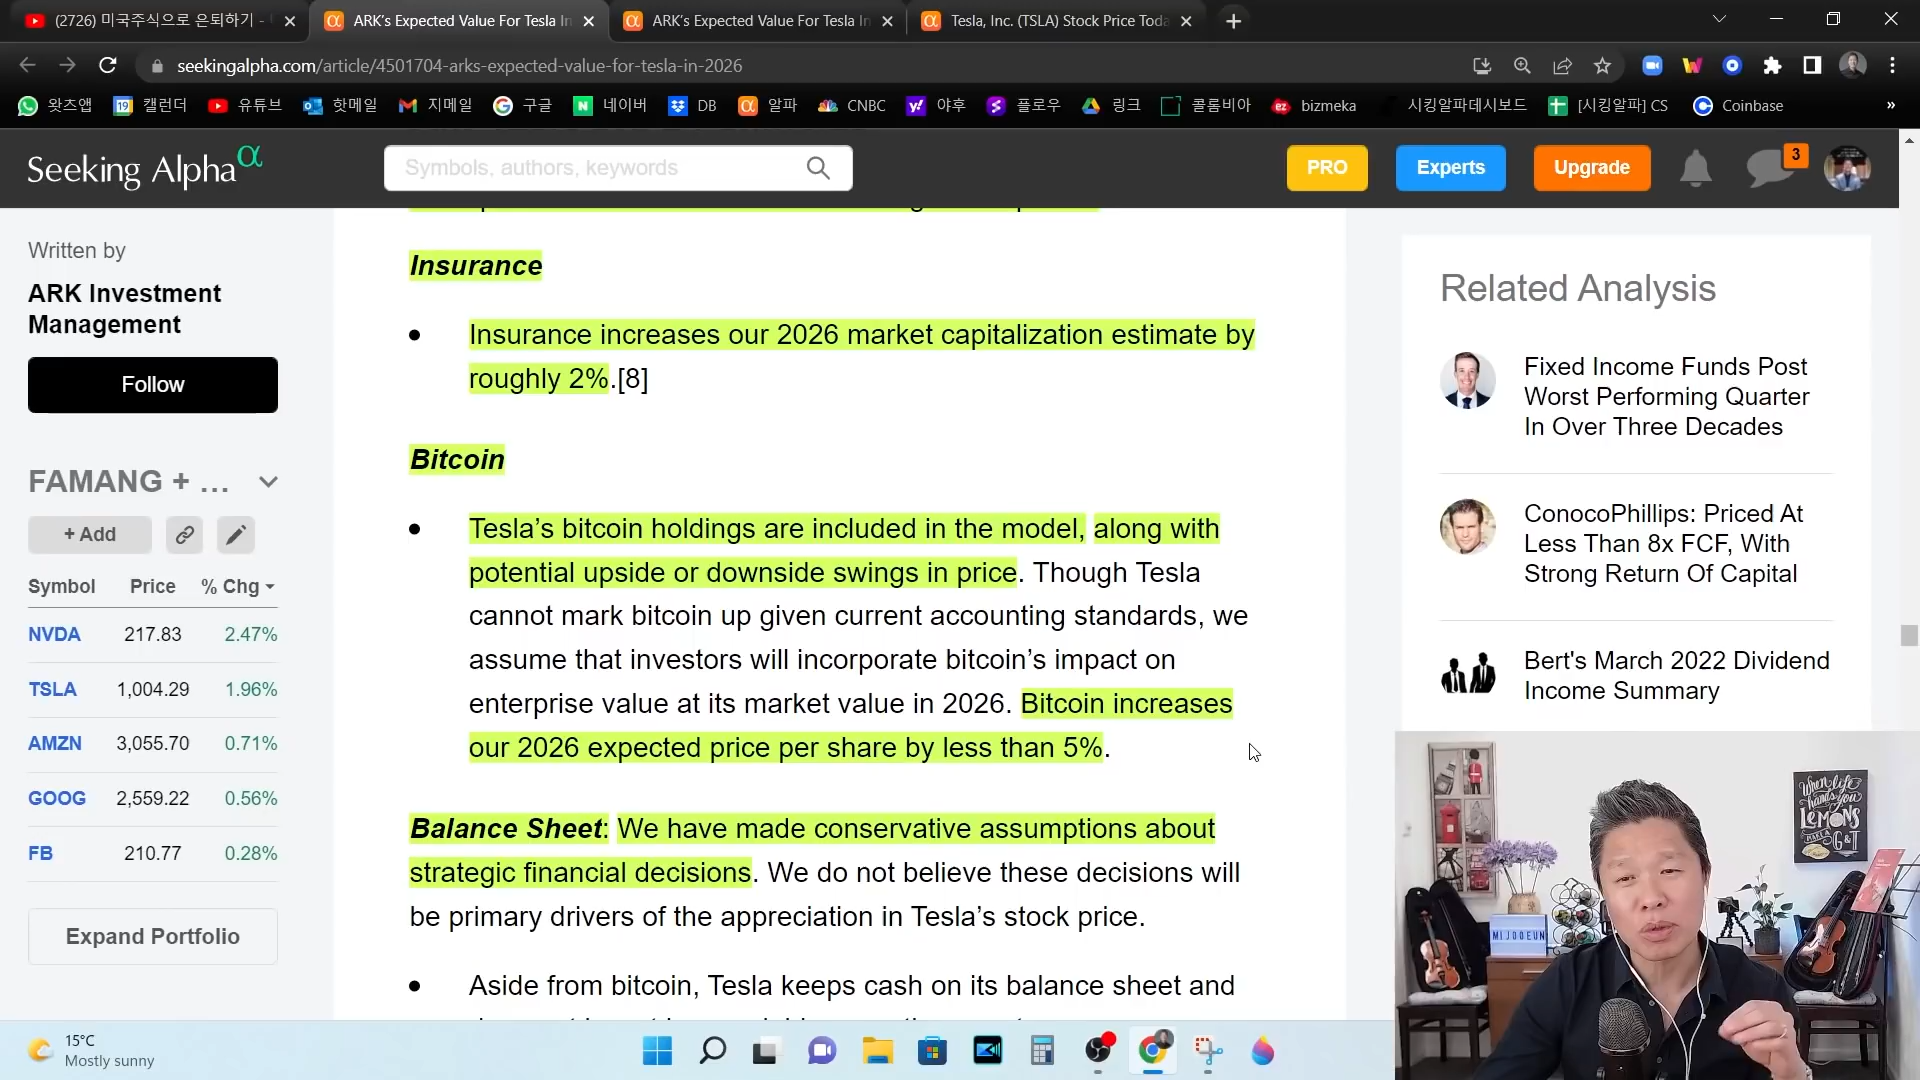 (2726) 미국주식으로 은퇴하기 -
ARK's Expected Value For Tesla In
ARK's Expected Value For Tesla In
Tesla, Inc. (TSLA) Stock Price Toda
seekingalpha.com/article/4501704-arks-expected-value-for-tesla-in-2026
왓츠앱
19
캘린더
유튜브
핫메일
지메일
구글
N
네이버
DB
알파
CNBC
야후
플로우
링크
콜롬비아
ez
bizmeka
시킹알파데시보드
[시킹알파] CS
Coinbase
»
Seeking Alpha α
Symbols, authors, keywords
PRO
Experts
Upgrade
3
Written by
ARK Investment
Management
Follow
FAMANG + ...
+ Add
Symbol Price % Chg
NVDA 217.83 2.47%
TSLA 1,004.29 1.96%
AMZN 3,055.70 0.71%
GOOG 2,559.22 0.56%
FB 210.77 0.28%
Expand Portfolio
Insurance
● Insurance increases our 2026 market capitalization estimate by
roughly 2%.[8]
Bitcoin
● Tesla’s bitcoin holdings are included in the model, along with
potential upside or downside swings in price. Though Tesla
cannot mark bitcoin up given current accounting standards, we
assume that investors will incorporate bitcoin’s impact on
enterprise value at its market value in 2026. Bitcoin increases
our 2026 expected price per share by less than 5%.
Balance Sheet: We have made conservative assumptions about
strategic financial decisions. We do not believe these decisions will
be primary drivers of the appreciation in Tesla’s stock price.
● Aside from bitcoin, Tesla keeps cash on its balance sheet and
Related Analysis
Fixed Income Funds Post
Worst Performing Quarter
In Over Three Decades
ConocoPhillips: Priced At
Less Than 8x FCF, With
Strong Return Of Capital
Bert's March 2022 Dividend
Income Summary
When life
hands you
LEMONS
G&T
MIJOOEUN
15°C
Mostly sunny